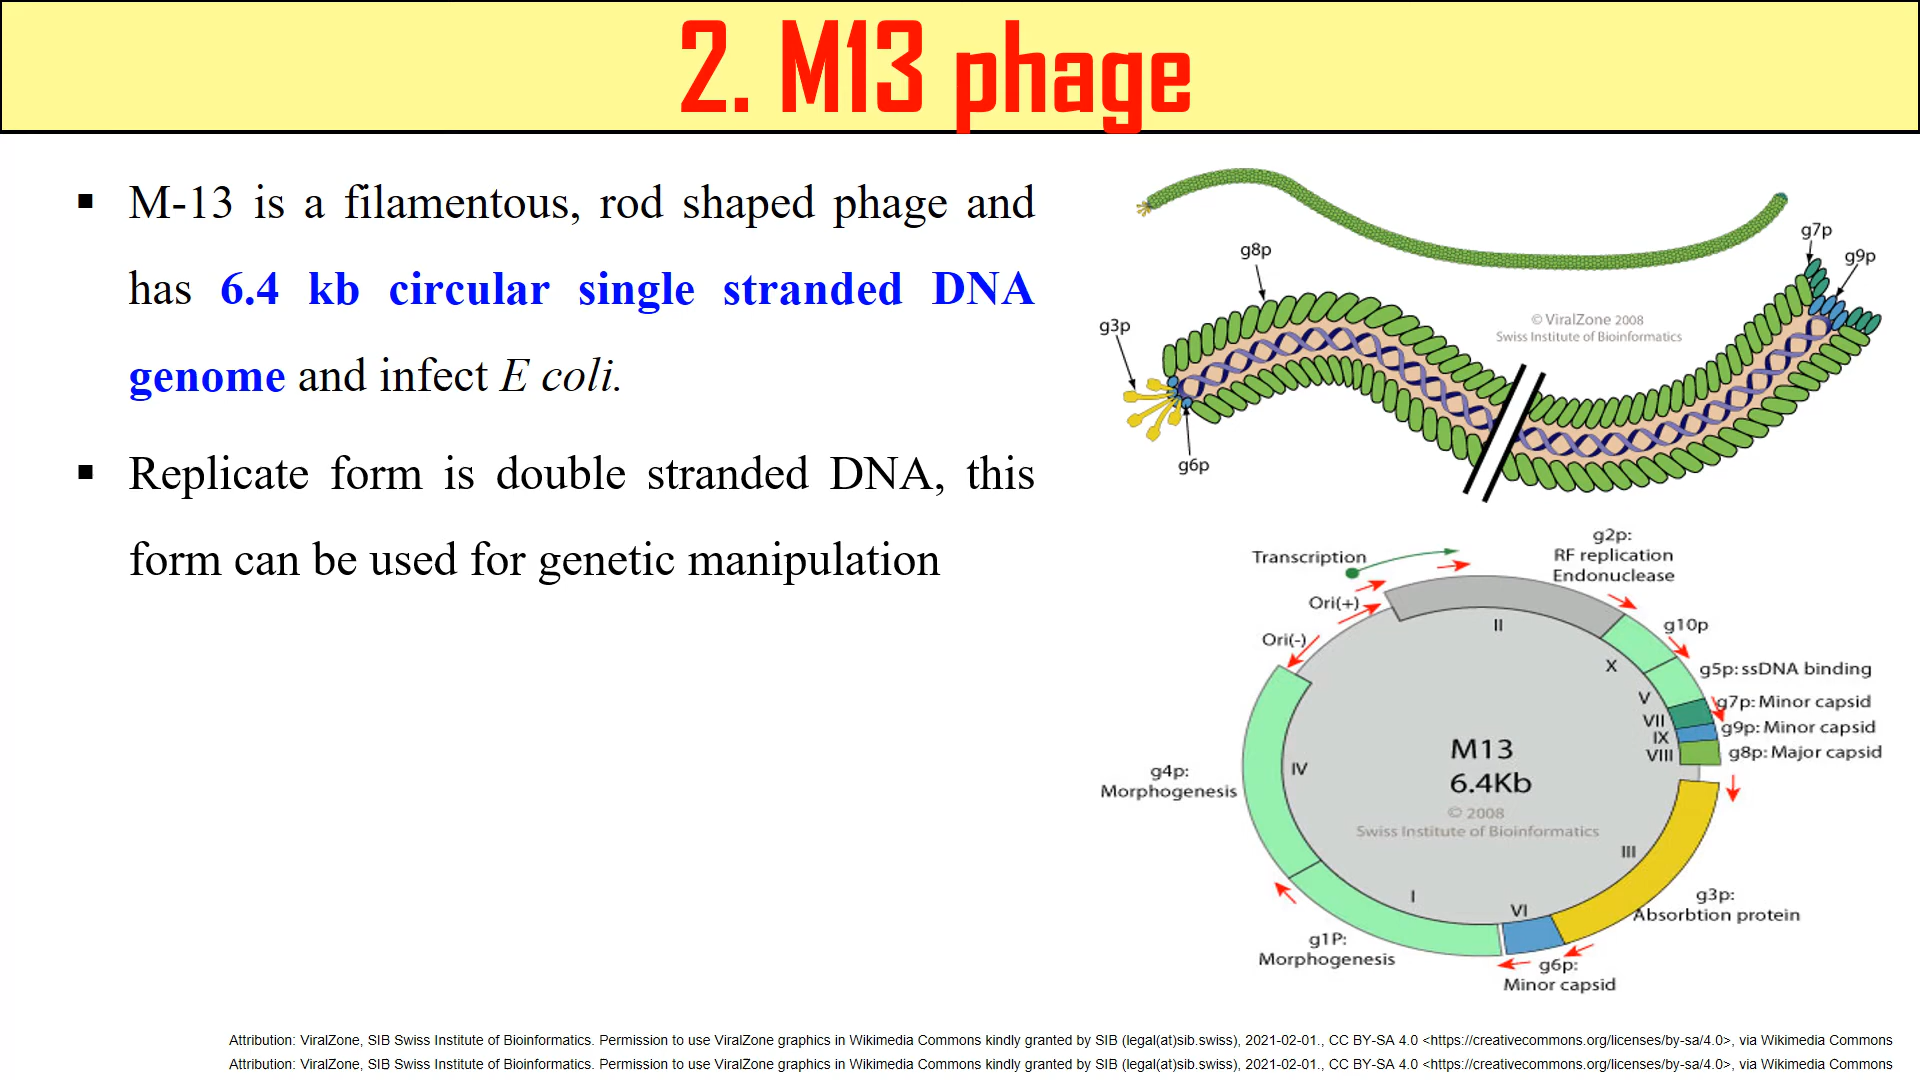 2. M13 phage
▪ M-13 is a filamentous, rod shaped phage and
has 6.4 kb circular single stranded DNA
genome and infect E coli.
▪ Replicate form is double stranded DNA, this
form can be used for genetic manipulation
g7p
g9p
g8p
g3p
© ViralZone 2008
Swiss Institute of Bioinformatics
g6p
g2p:
RF replication
Endonuclease
Transcription
Ori(+)
Ori(-)
II
g10p
X
g5p: ssDNA binding
V
g7p: Minor capsid
VII
g9p: Minor capsid
IX
g8p: Major capsid
VIII
M13
6.4Kb
© 2008
Swiss Institute of Bioinformatics
g4p:
Morphogenesis
IV
III
g3p:
Absorbtion protein
I
VI
g1P:
Morphogenesis
g6p:
Minor capsid
Attribution: ViralZone, SIB Swiss Institute of Bioinformatics. Permission to use ViralZone graphics in Wikimedia Commons kindly granted by SIB (legal(at)sib.swiss), 2021-02-01., CC BY-SA 4.0 <https://creativecommons.org/licenses/by-sa/4.0>, via Wikimedia Commons
Attribution: ViralZone, SIB Swiss Institute of Bioinformatics. Permission to use ViralZone graphics in Wikimedia Commons kindly granted by SIB (legal(at)sib.swiss), 2021-02-01., CC BY-SA 4.0 <https://creativecommons.org/licenses/by-sa/4.0>, via Wikimedia Commons